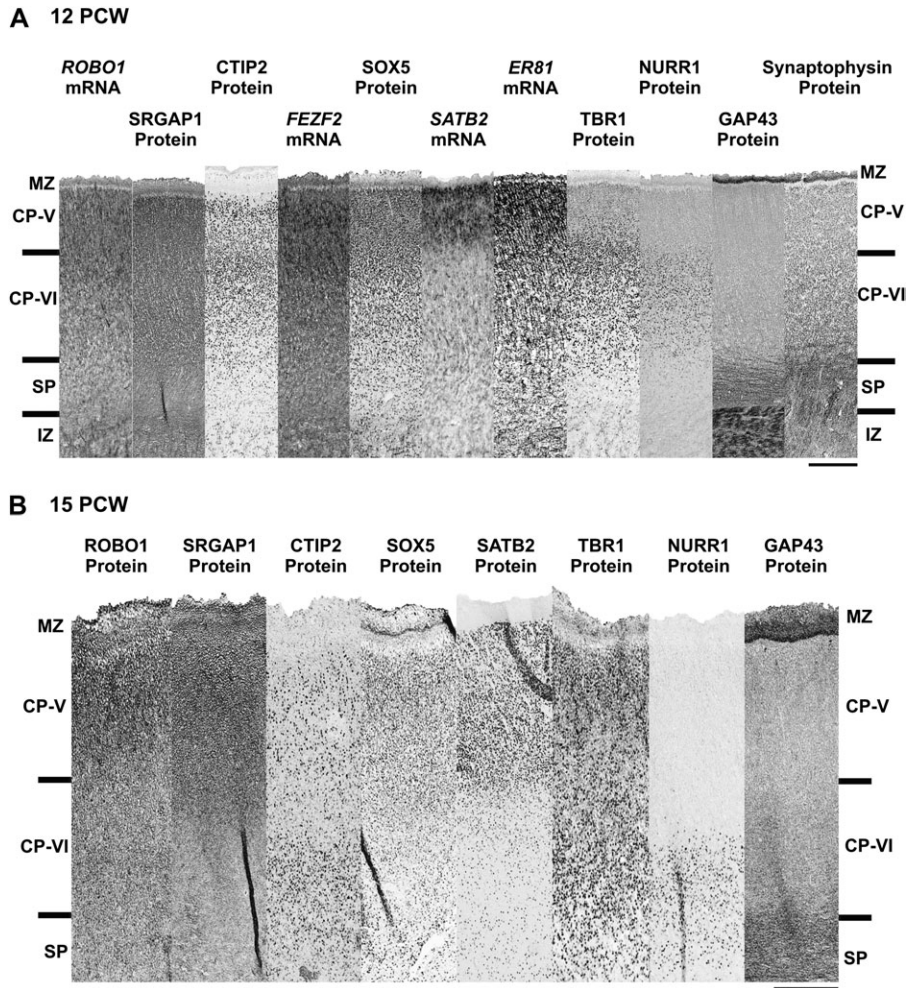 A 12 PCW
ROBO1 mRNA
SRGAP1 Protein
CTIP2 Protein
FEZF2 mRNA
SOX5 Protein
SATB2 mRNA
ER81 mRNA
TBR1 Protein
NURR1 Protein
GAP43 Protein
Synaptophysin Protein
MZ
CP-V
CP-VI
SP
IZ
MZ
CP-V
CP-VI
SP
IZ
B 15 PCW
ROBO1 Protein
SRGAP1 Protein
CTIP2 Protein
SOX5 Protein
SATB2 Protein
TBR1 Protein
NURR1 Protein
GAP43 Protein
MZ
CP-V
CP-VI
SP
MZ
CP-V
CP-VI
SP